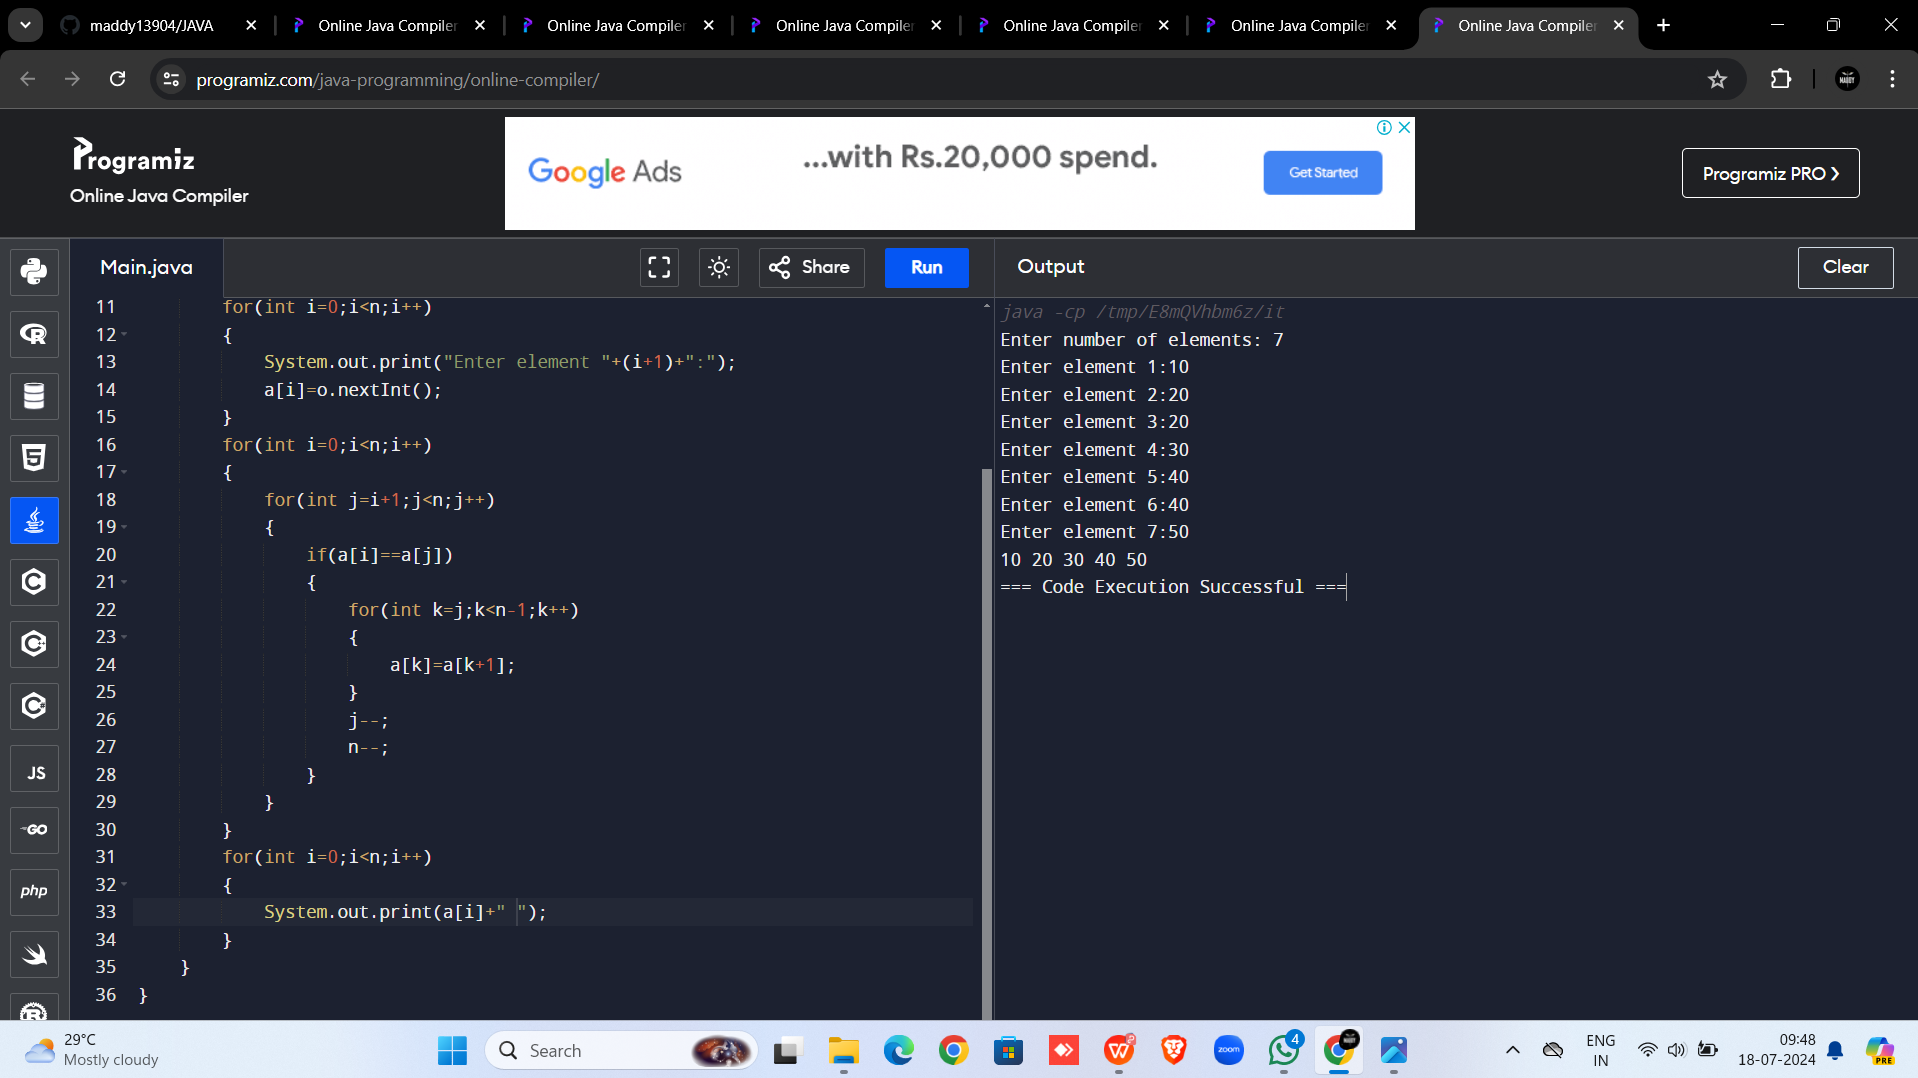 maddy13904/JAVA
Online Java Compiler
Online Java Compiler
Online Java Compiler
Online Java Compiler
Online Java Compiler
Online Java Compiler
programiz.com/java-programming/online-compiler/
Programiz
Online Java Compiler
Google Ads
...with Rs.20,000 spend.
Get Started
Programiz PRO
Main.java
Share
Run
Output
Clear
11 for(int i=0;i<n;i++)
12 {
13 System.out.print("Enter element "+(i+1)+":");
14 a[i]=o.nextInt();
15 }
16 for(int i=0;i<n;i++)
17 {
18 for(int j=i+1;j<n;j++)
19 {
20 if(a[i]==a[j])
21 {
22 for(int k=j;k<n-1;k++)
23 {
24 a[k]=a[k+1];
25 }
26 j--;
27 n--;
28 }
29 }
30 }
31 for(int i=0;i<n;i++)
32 {
33 System.out.print(a[i]+" ");
34 }
35 }
36 }
java -cp /tmp/E8mQVhbm6z/it
Enter number of elements: 7
Enter element 1:10
Enter element 2:20
Enter element 3:20
Enter element 4:30
Enter element 5:40
Enter element 6:40
Enter element 7:50
10 20 30 40 50
=== Code Execution Successful ===
R
5
C
C
C
JS
GO
php
R
29°C
Mostly cloudy
Search
zoom
4
ENG
IN
09:48
18-07-2024
PRE